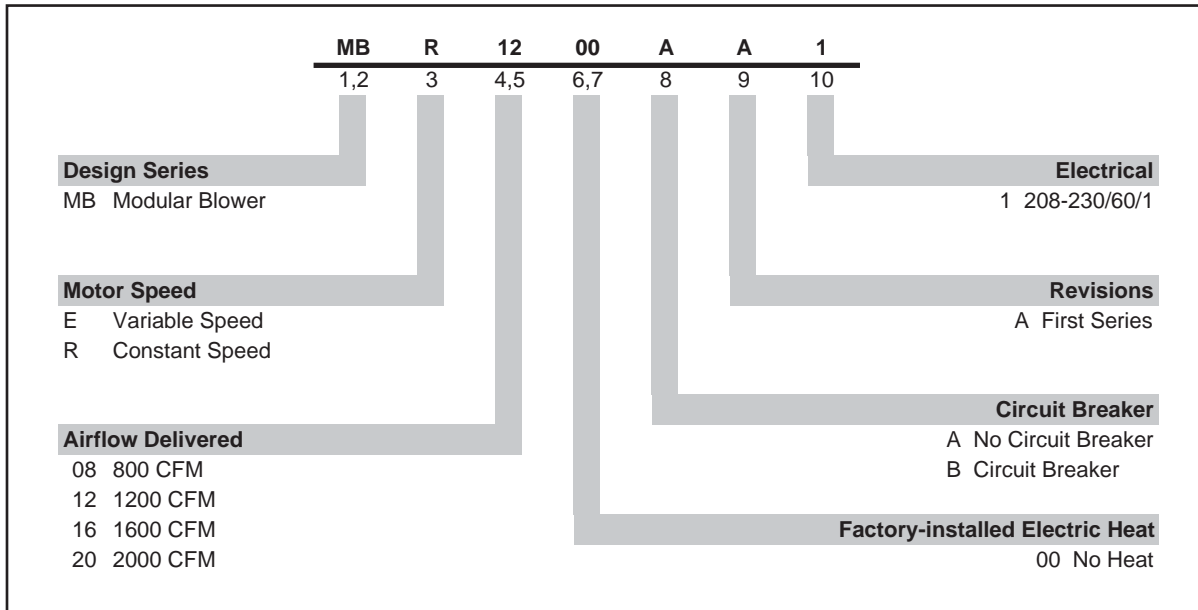 MB R 12 00 A A 1
1,2 3 4,5 6,7 8 9 10
Design Series
MB Modular Blower
Motor Speed
E Variable Speed
R Constant Speed
Airflow Delivered
08 800 CFM
12 1200 CFM
16 1600 CFM
20 2000 CFM
Electrical
1 208-230/60/1
Revisions
A First Series
Circuit Breaker
A No Circuit Breaker
B Circuit Breaker
Factory-installed Electric Heat
00 No Heat